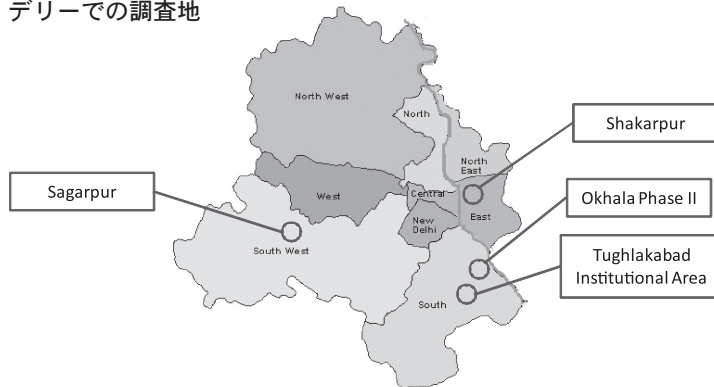 デリーでの調査地
North West
North
Shakarpur
North
East
Sagarpur
West
Central
Okhala Phase II
New
Delhi
East
South West
Tughlakabad
Institutional Area
South